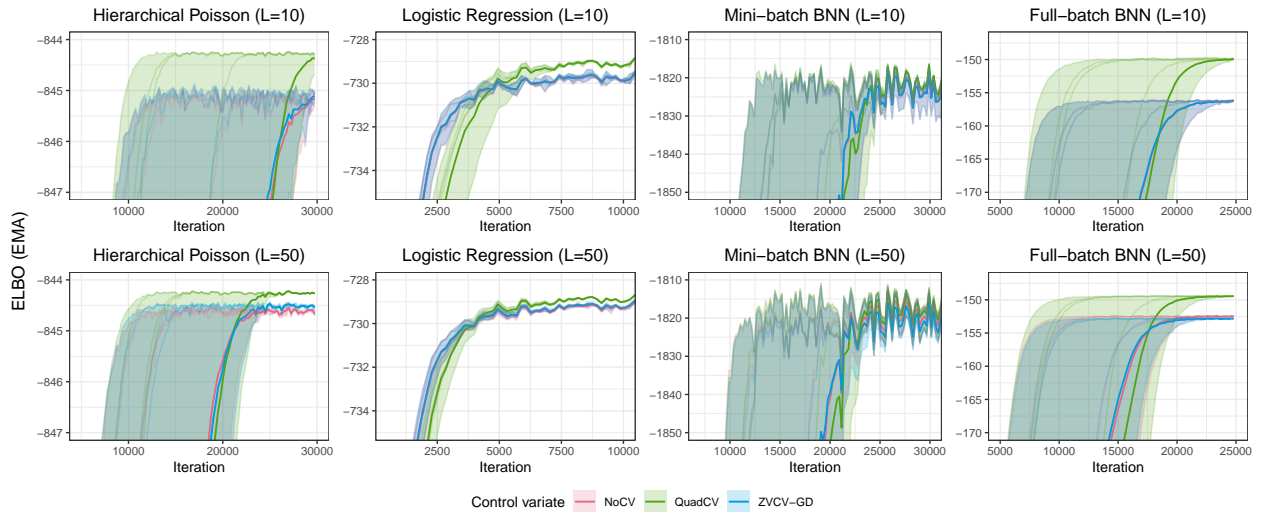 Hierarchical Poisson (L=10)
Logistic Regression (L=10)
Mini−batch BNN (L=10)
Full−batch BNN (L=10)
−844
−845
−846
−847
10000 20000 30000
Iteration
−728
−730
−732
−734
2500 5000 7500 10000
Iteration
−1810
−1820
−1830
−1840
−1850
10000 15000 20000 25000 30000
Iteration
−150
−155
−160
−165
−170
5000 10000 15000 20000 25000
Iteration
ELBO (EMA)
Hierarchical Poisson (L=50)
Logistic Regression (L=50)
Mini−batch BNN (L=50)
Full−batch BNN (L=50)
−844
−845
−846
−847
10000 20000 30000
Iteration
−728
−730
−732
−734
2500 5000 7500 10000
Iteration
−1810
−1820
−1830
−1840
−1850
10000 15000 20000 25000 30000
Iteration
−150
−155
−160
−165
−170
5000 10000 15000 20000 25000
Iteration
Control variate NoCV QuadCV ZVCV−GD